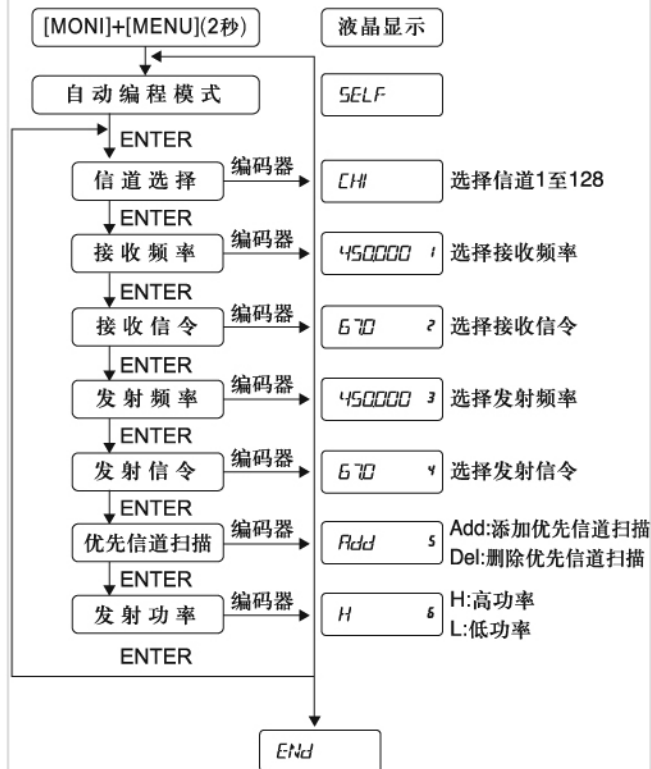 [MONI]+[MENU](2秒) 液晶显示
自动编程模式 SELF
ENTER
信道选择 编码器 CH1 选择信道1至128
ENTER
接收频率 编码器 450.000 1 选择接收频率
ENTER
接收信令 编码器 67.0 2 选择接收信令
ENTER
发射频率 编码器 450.000 3 选择发射频率
ENTER
发射信令 编码器 67.0 4 选择发射信令
ENTER
优先信道扫描 编码器 Add 5 Add:添加优先信道扫描
Del:删除优先信道扫描
ENTER
发射功率 编码器 H 6 H:高功率
L:低功率
ENTER
ENd